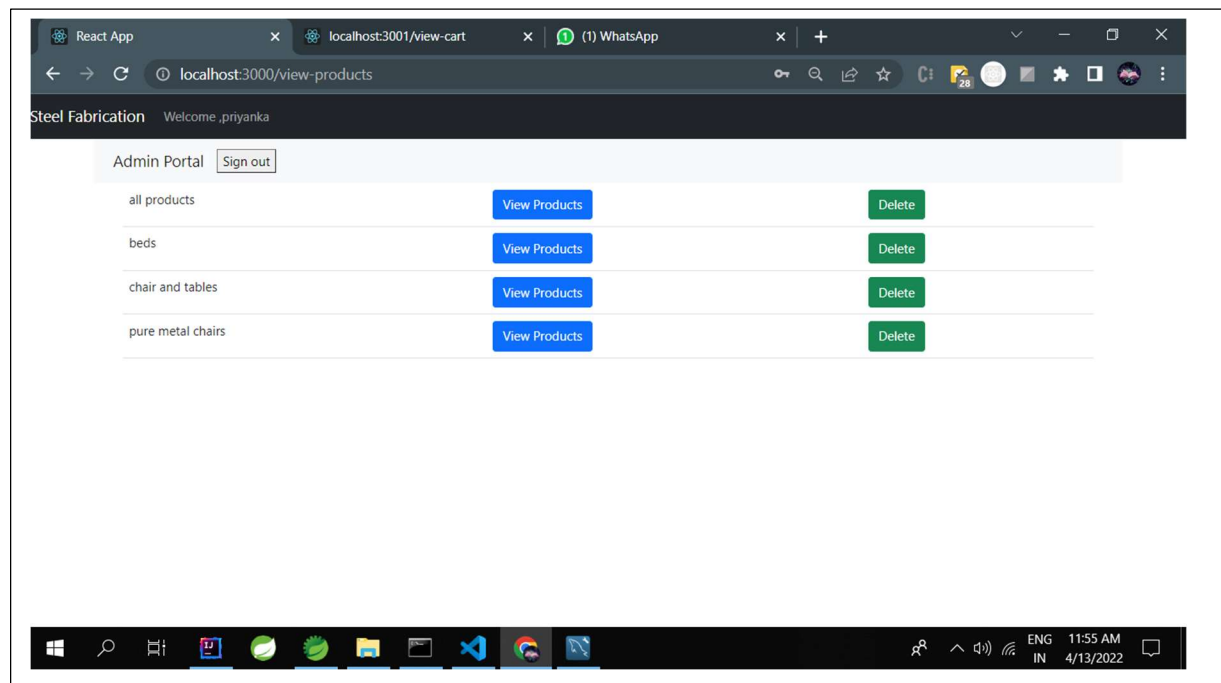 React App
localhost:3001/view-cart
(1) WhatsApp
localhost:3000/view-products
28
Steel Fabrication Welcome ,priyanka
Admin Portal Sign out
all products View Products Delete
beds View Products Delete
chair and tables View Products Delete
pure metal chairs View Products Delete
ENG 11:55 AM
IN 4/13/2022